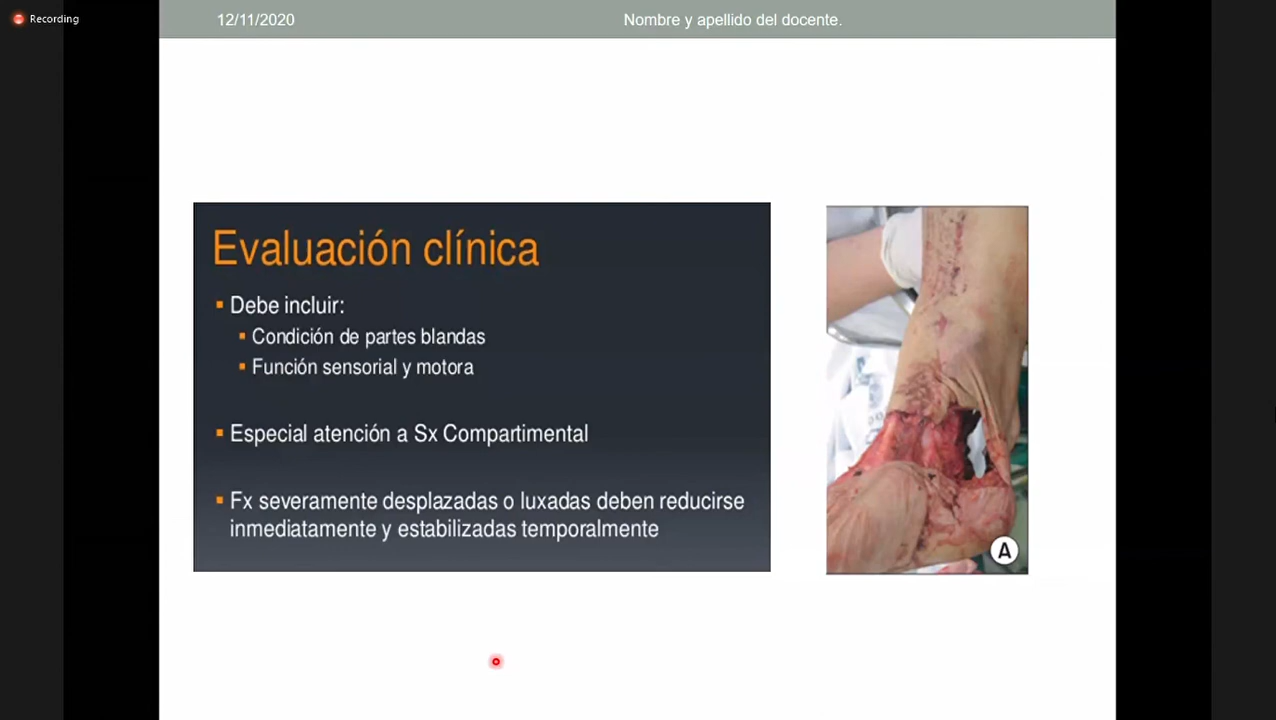 Recording
12/11/2020
Nombre y apellido del docente.
Evaluación clínica
Debe incluir:
Condición de partes blandas
Función sensorial y motora
Especial atención a Sx Compartimental
Fx severamente desplazadas o luxadas deben reducirse
inmediatamente y estabilizadas temporalmente
A